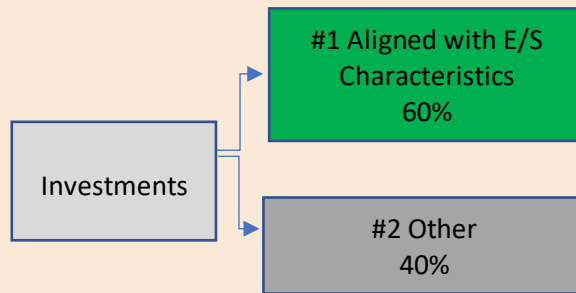 #1 Aligned with E/S
Characteristics
60%
Investments
#2 Other
40%